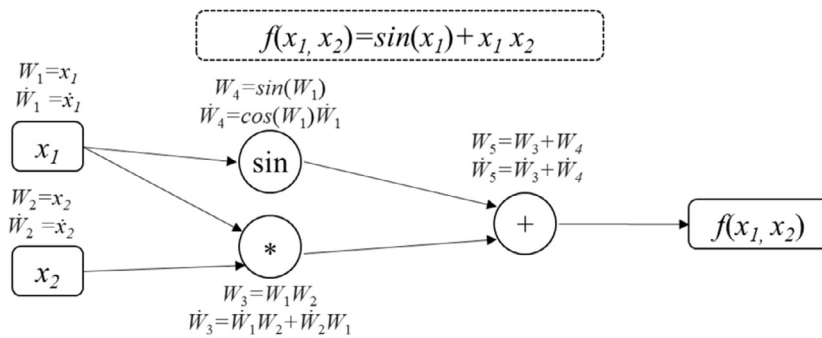 f(x₁, x₂)=sin(x₁)+x₁ x₂
W₁=x₁
Ẇ₁ =ẋ₁
x₁
W₄=sin(W₁)
Ẇ₄=cos(W₁)Ẇ₁
sin
W₂=x₂
Ẇ₂ =ẋ₂
x₂
*
W₃=W₁W₂
Ẇ₃=Ẇ₁W₂+Ẇ₂W₁
W₅=W₃+W₄
Ẇ₅=Ẇ₃+Ẇ₄
+
f(x₁, x₂)